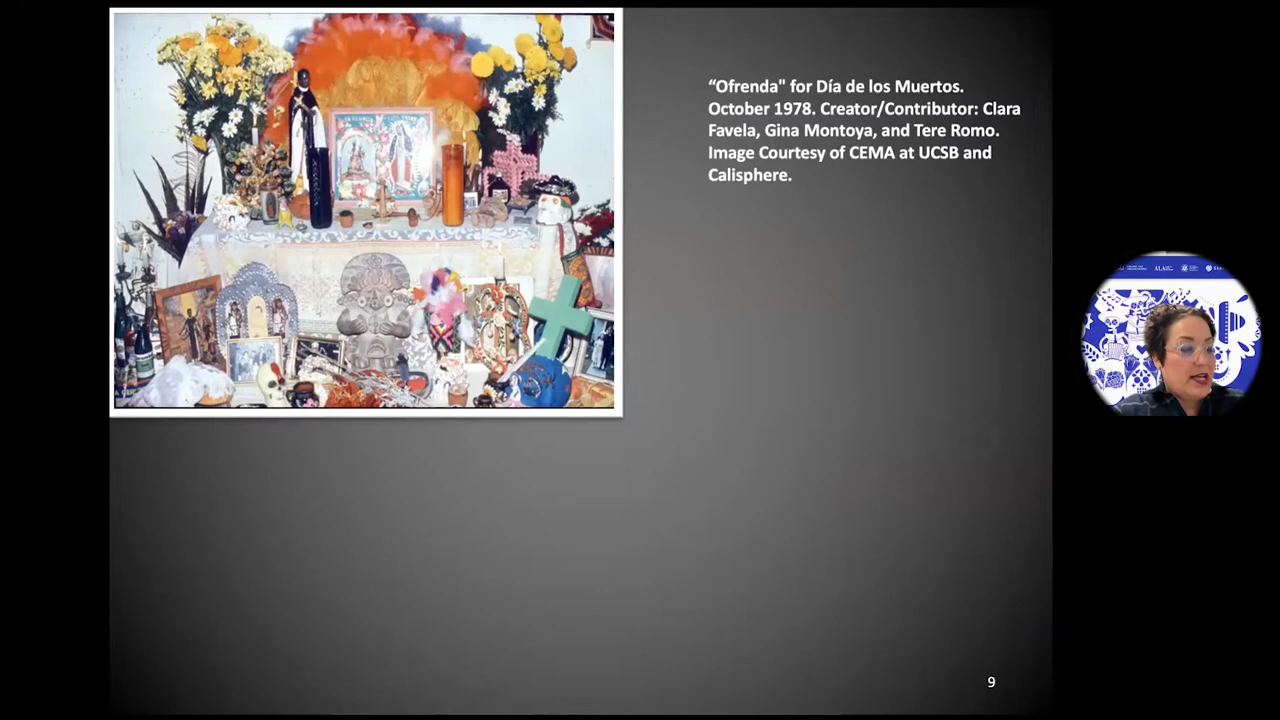 “Ofrenda" for Día de los Muertos.
October 1978. Creator/Contributor: Clara
Favela, Gina Montoya, and Tere Romo.
Image Courtesy of CEMA at UCSB and
Calisphere.
ALA
9